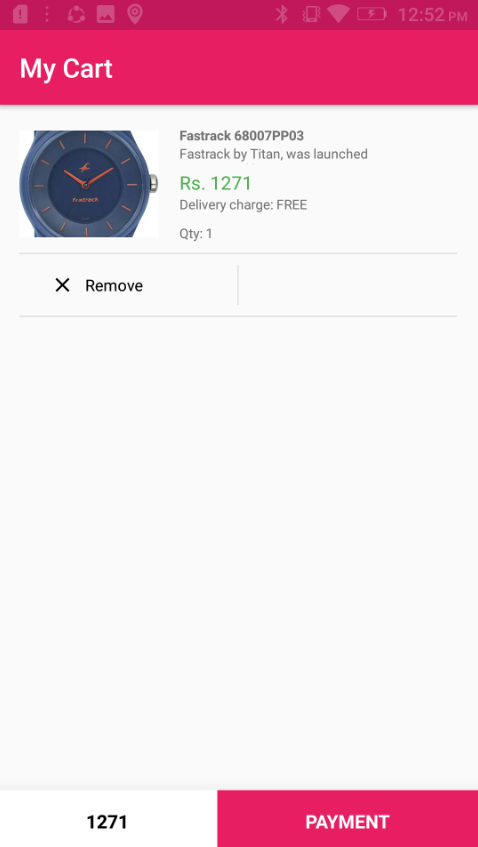 12:52 PM
My Cart
fastrack
Fastrack 68007PP03
Fastrack by Titan, was launched
Rs. 1271
Delivery charge: FREE
Qty: 1
Remove
1271
PAYMENT